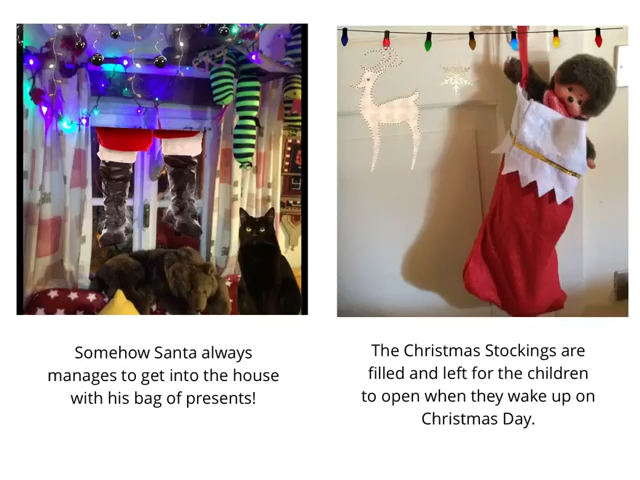 Somehow Santa always
manages to get into the house
with his bag of presents!
The Christmas Stockings are
filled and left for the children
to open when they wake up on
Christmas Day.